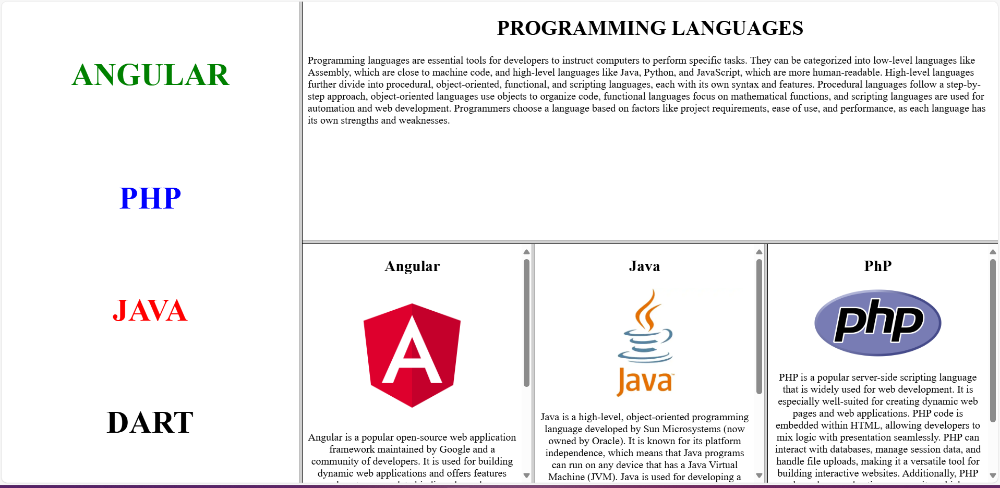 ANGULAR
PHP
JAVA
DART
PROGRAMMING LANGUAGES
Programming languages are essential tools for developers to instruct computers to perform specific tasks. They can be categorized into low-level languages like
Assembly, which are close to machine code, and high-level languages like Java, Python, and JavaScript, which are more human-readable. High-level languages
further divide into procedural, object-oriented, functional, and scripting languages, each with its own syntax and features. Procedural languages follow a step-by-
step approach, object-oriented languages use objects to organize code, functional languages focus on mathematical functions, and scripting languages are used for
automation and web development. Programmers choose a language based on factors like project requirements, ease of use, and performance, as each language has
its own strengths and weaknesses.
Angular
A
Angular is a popular open-source web application
framework maintained by Google and a
community of developers. It is used for building
dynamic web applications and offers features
Java
Java™
Java is a high-level, object-oriented programming
language developed by Sun Microsystems (now
owned by Oracle). It is known for its platform
independence, which means that Java programs
can run on any device that has a Java Virtual
Machine (JVM). Java is used for developing a
PhP
php
PHP is a popular server-side scripting language
that is widely used for web development. It is
especially well-suited for creating dynamic web
pages and web applications. PHP code is
embedded within HTML, allowing developers to
mix logic with presentation seamlessly. PHP can
interact with databases, manage session data, and
handle file uploads, making it a versatile tool for
building interactive websites. Additionally, PHP